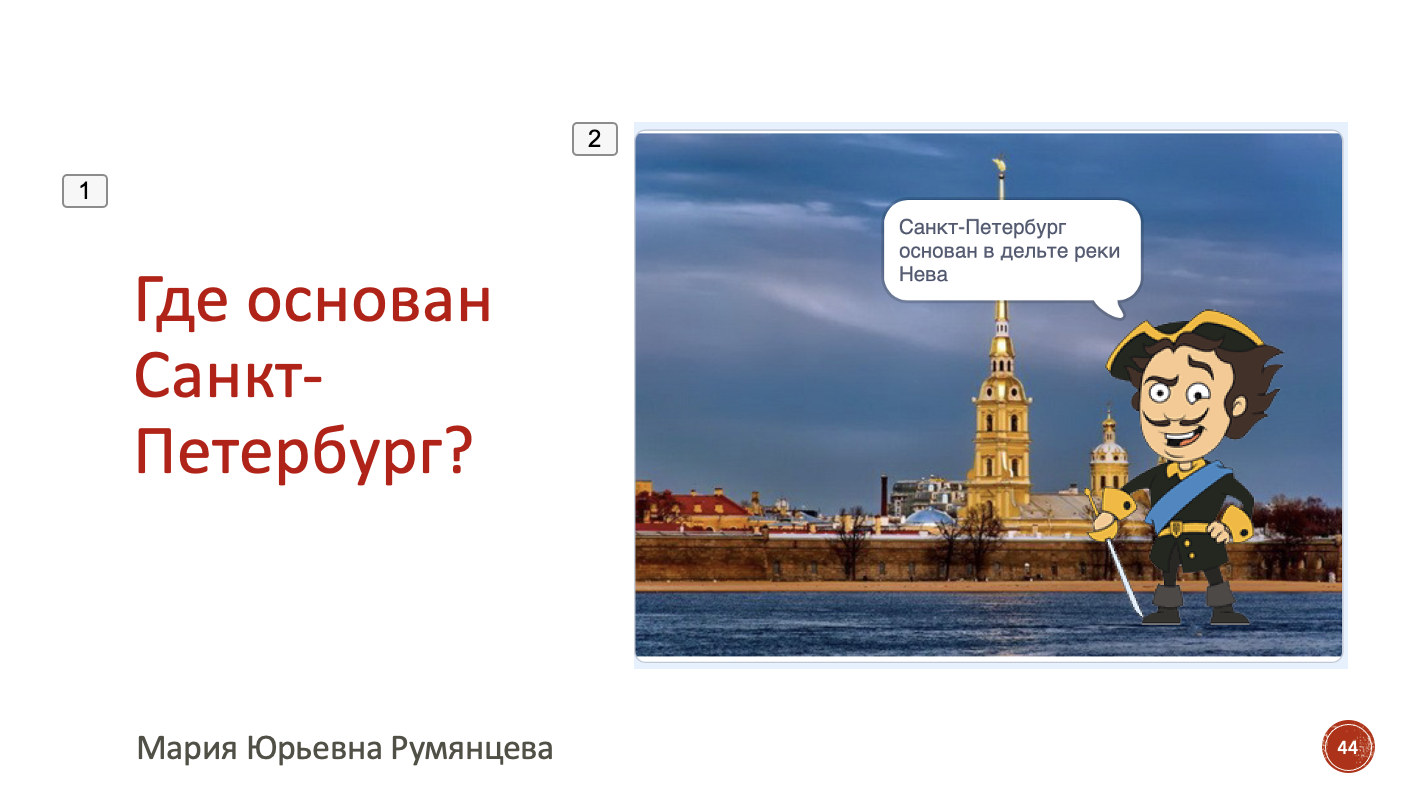 1
2
Где основан
Санкт-
Петербург?
Санкт-Петербург
основан в дельте реки
Нева
Мария Юрьевна Румянцева
44